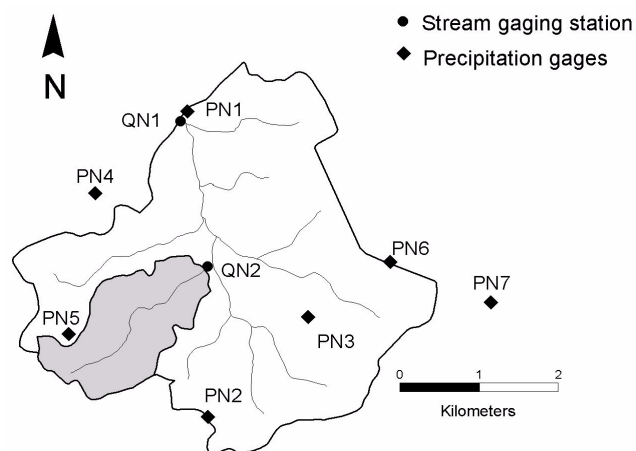 Stream gaging station
Precipitation gages
N
PN1
QN1
PN4
PN6
QN2
PN7
PN5
PN3
0 1 2
Kilometers
PN2